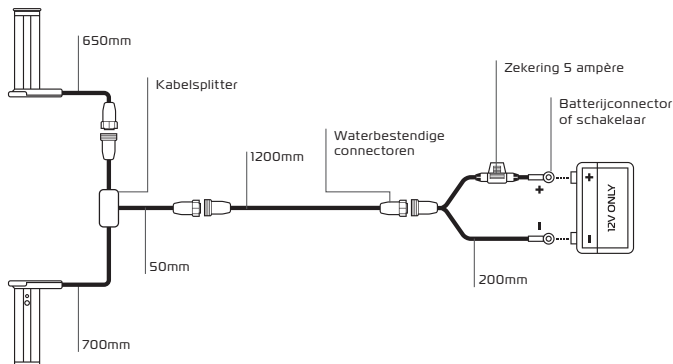 650mm
Kabelsplitter
Zekering 5 ampère
Batterijconnector
of schakelaar
Waterbestendige
connectoren
1200mm
+
+
12V ONLY
-
-
50mm
200mm
700mm